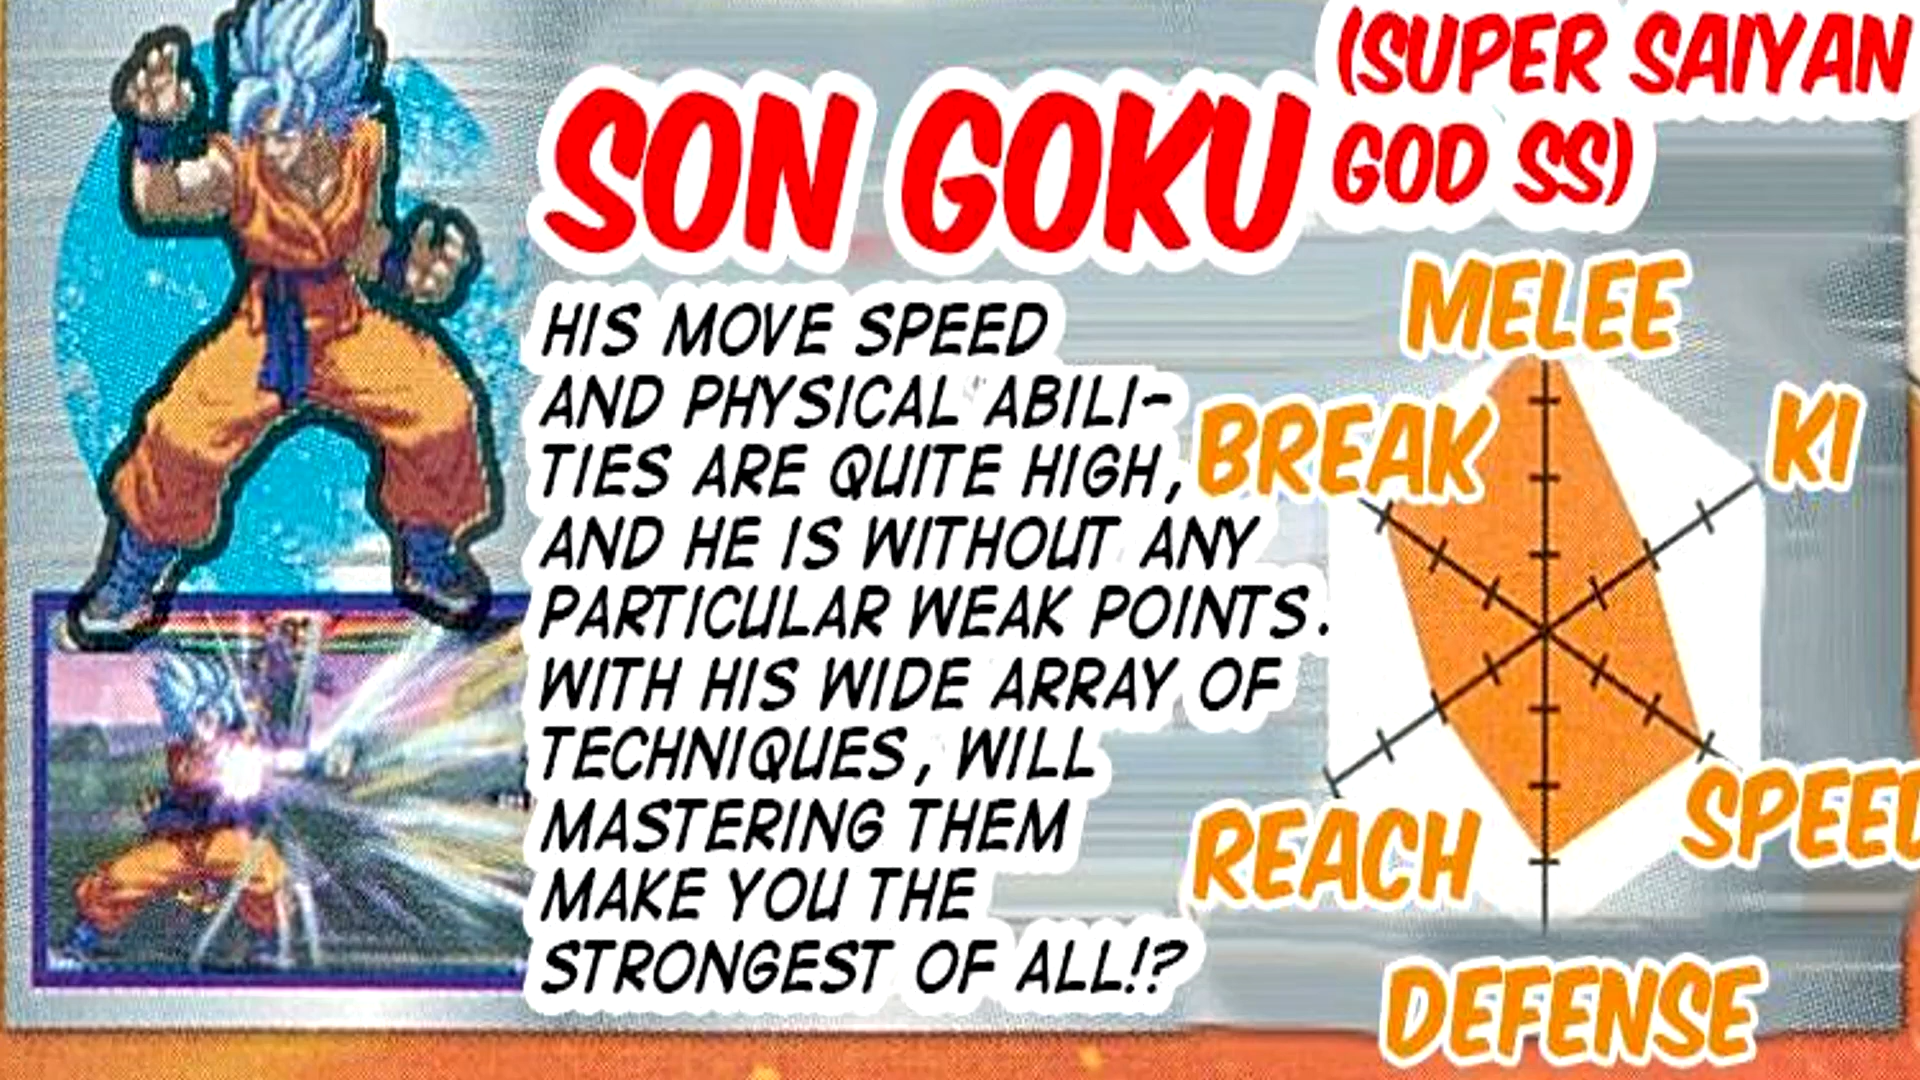 (SUPER SAIYAN
GOD SS)
SON GOKU
HIS MOVE SPEED
AND PHYSICAL ABILI-
TIES ARE QUITE HIGH,
AND HE IS WITHOUT ANY
PARTICULAR WEAK POINTS.
WITH HIS WIDE ARRAY OF
TECHNIQUES, WILL
MASTERING THEM
MAKE YOU THE
STRONGEST OF ALL!?
MELEE
KI
BREAK
SPEED
REACH
DEFENSE